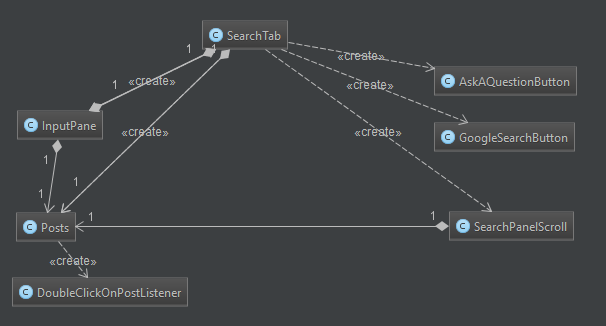 C SearchTab
1
1
1
«create»
«create»
C AskAQuestionButton
«create»
C InputPane
«create»
«create»
C GoogleSearchButton
1
1
1
1
1
C Posts
C SearchPanelScroll
«create»
C DoubleClickOnPostListener